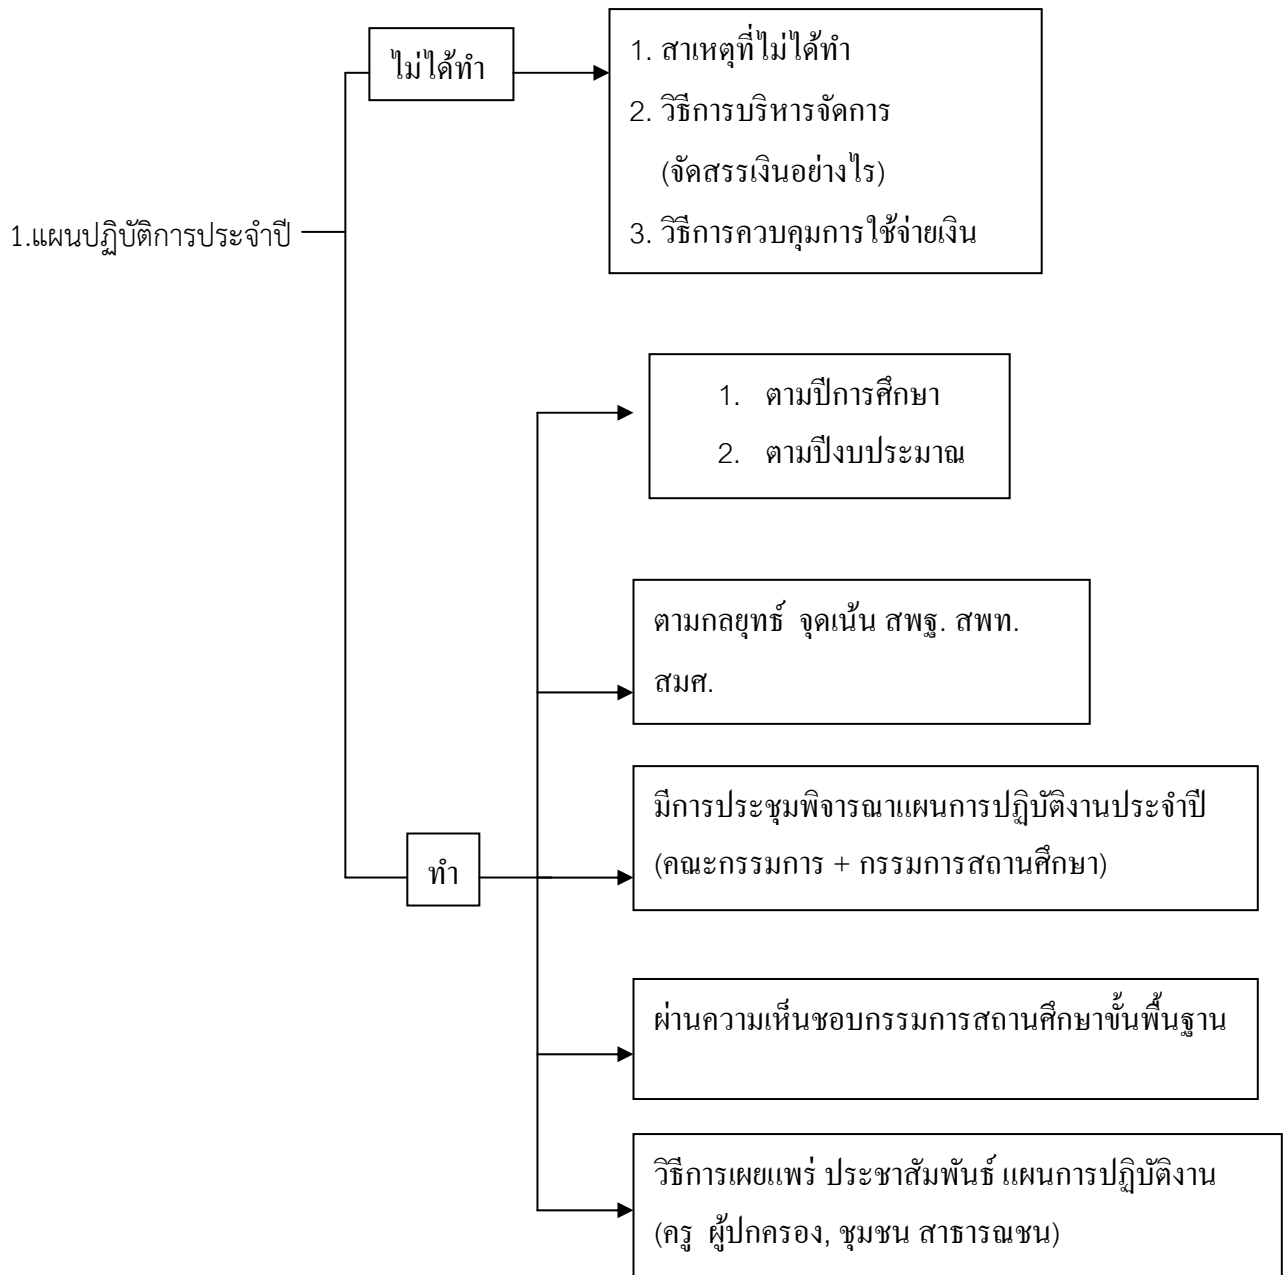 ไม่ได้ทำ
1. สาเหตุที่ไม่ได้ทำ
2. วิธีการบริหารจัดการ
(จัดสรรเงินอย่างไร)
3. วิธีการควบคุมการใช้จ่ายเงิน
1.แผนปฏิบัติการประจำปี
1. ตามปีการศึกษา
2. ตามปีงบประมาณ
ตามกลยุทธ์ จุดเน้น สพฐ. สพท.
สมศ.
มีการประชุมพิจารณาแผนการปฏิบัติงานประจำปี
(คณะกรรมการ + กรรมการสถานศึกษา)
ทำ
ผ่านความเห็นชอบกรรมการสถานศึกษาขั้นพื้นฐาน
วิธีการเผยแพร่ ประชาสัมพันธ์ แผนการปฏิบัติงาน
(ครู ผู้ปกครอง, ชุมชน สาธารณชน)